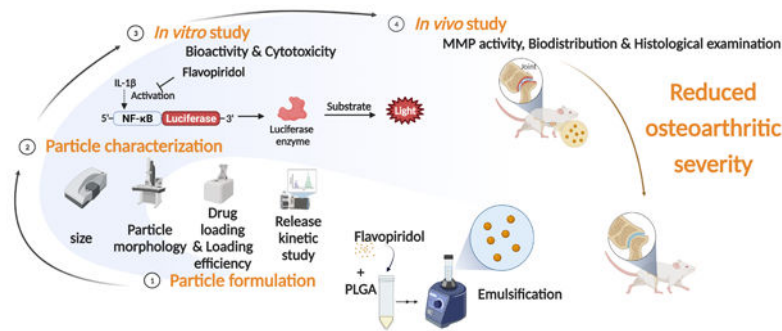 ③ In vitro study
Bioactivity & Cytotoxicity
Flavopiridol
IL-1β
Activation
5'- NF-κB Luciferase -3'
Luciferase
enzyme
Substrate
Light
④ In vivo study
MMP activity, Biodistribution & Histological examination
Joint
Reduced
osteoarthritic
severity
② Particle characterization
size
Particle
morphology
Drug
loading
& Loading
efficiency
Release
kinetic
study
① Particle formulation
Flavopiridol
+
PLGA
Emulsification